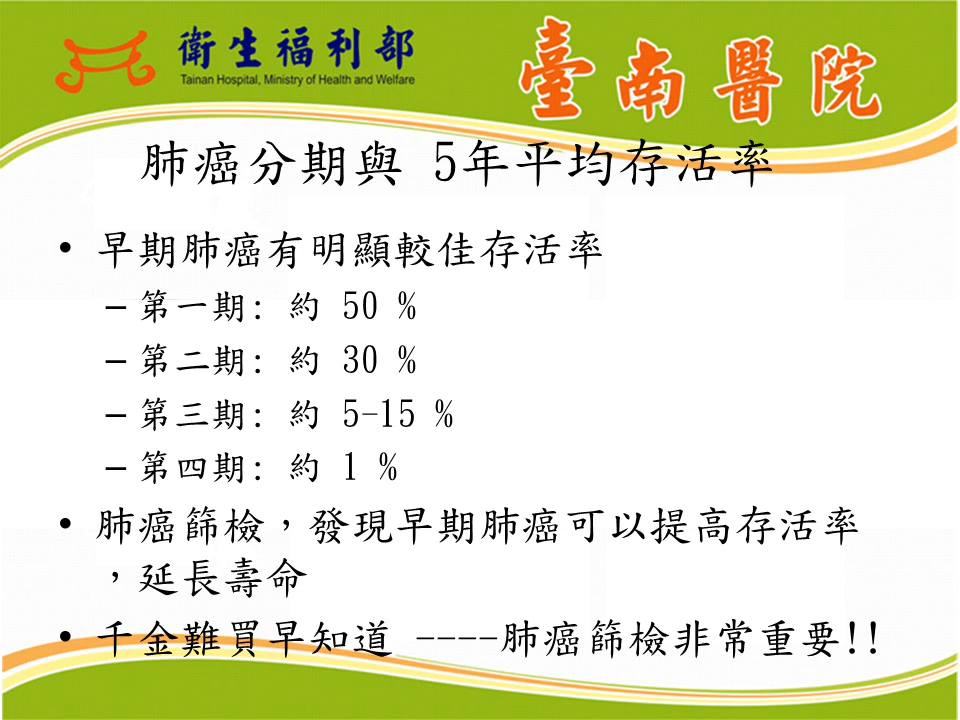 衛生福利部
Tainan Hospital, Ministry of Health and Welfare
臺南醫院
肺癌分期與 5年平均存活率
• 早期肺癌有明顯較佳存活率
– 第一期: 約 50 %
– 第二期: 約 30 %
– 第三期: 約 5-15 %
– 第四期: 約 1 %
• 肺癌篩檢，發現早期肺癌可以提高存活率
，延長壽命
• 千金難買早知道 ----肺癌篩檢非常重要!!